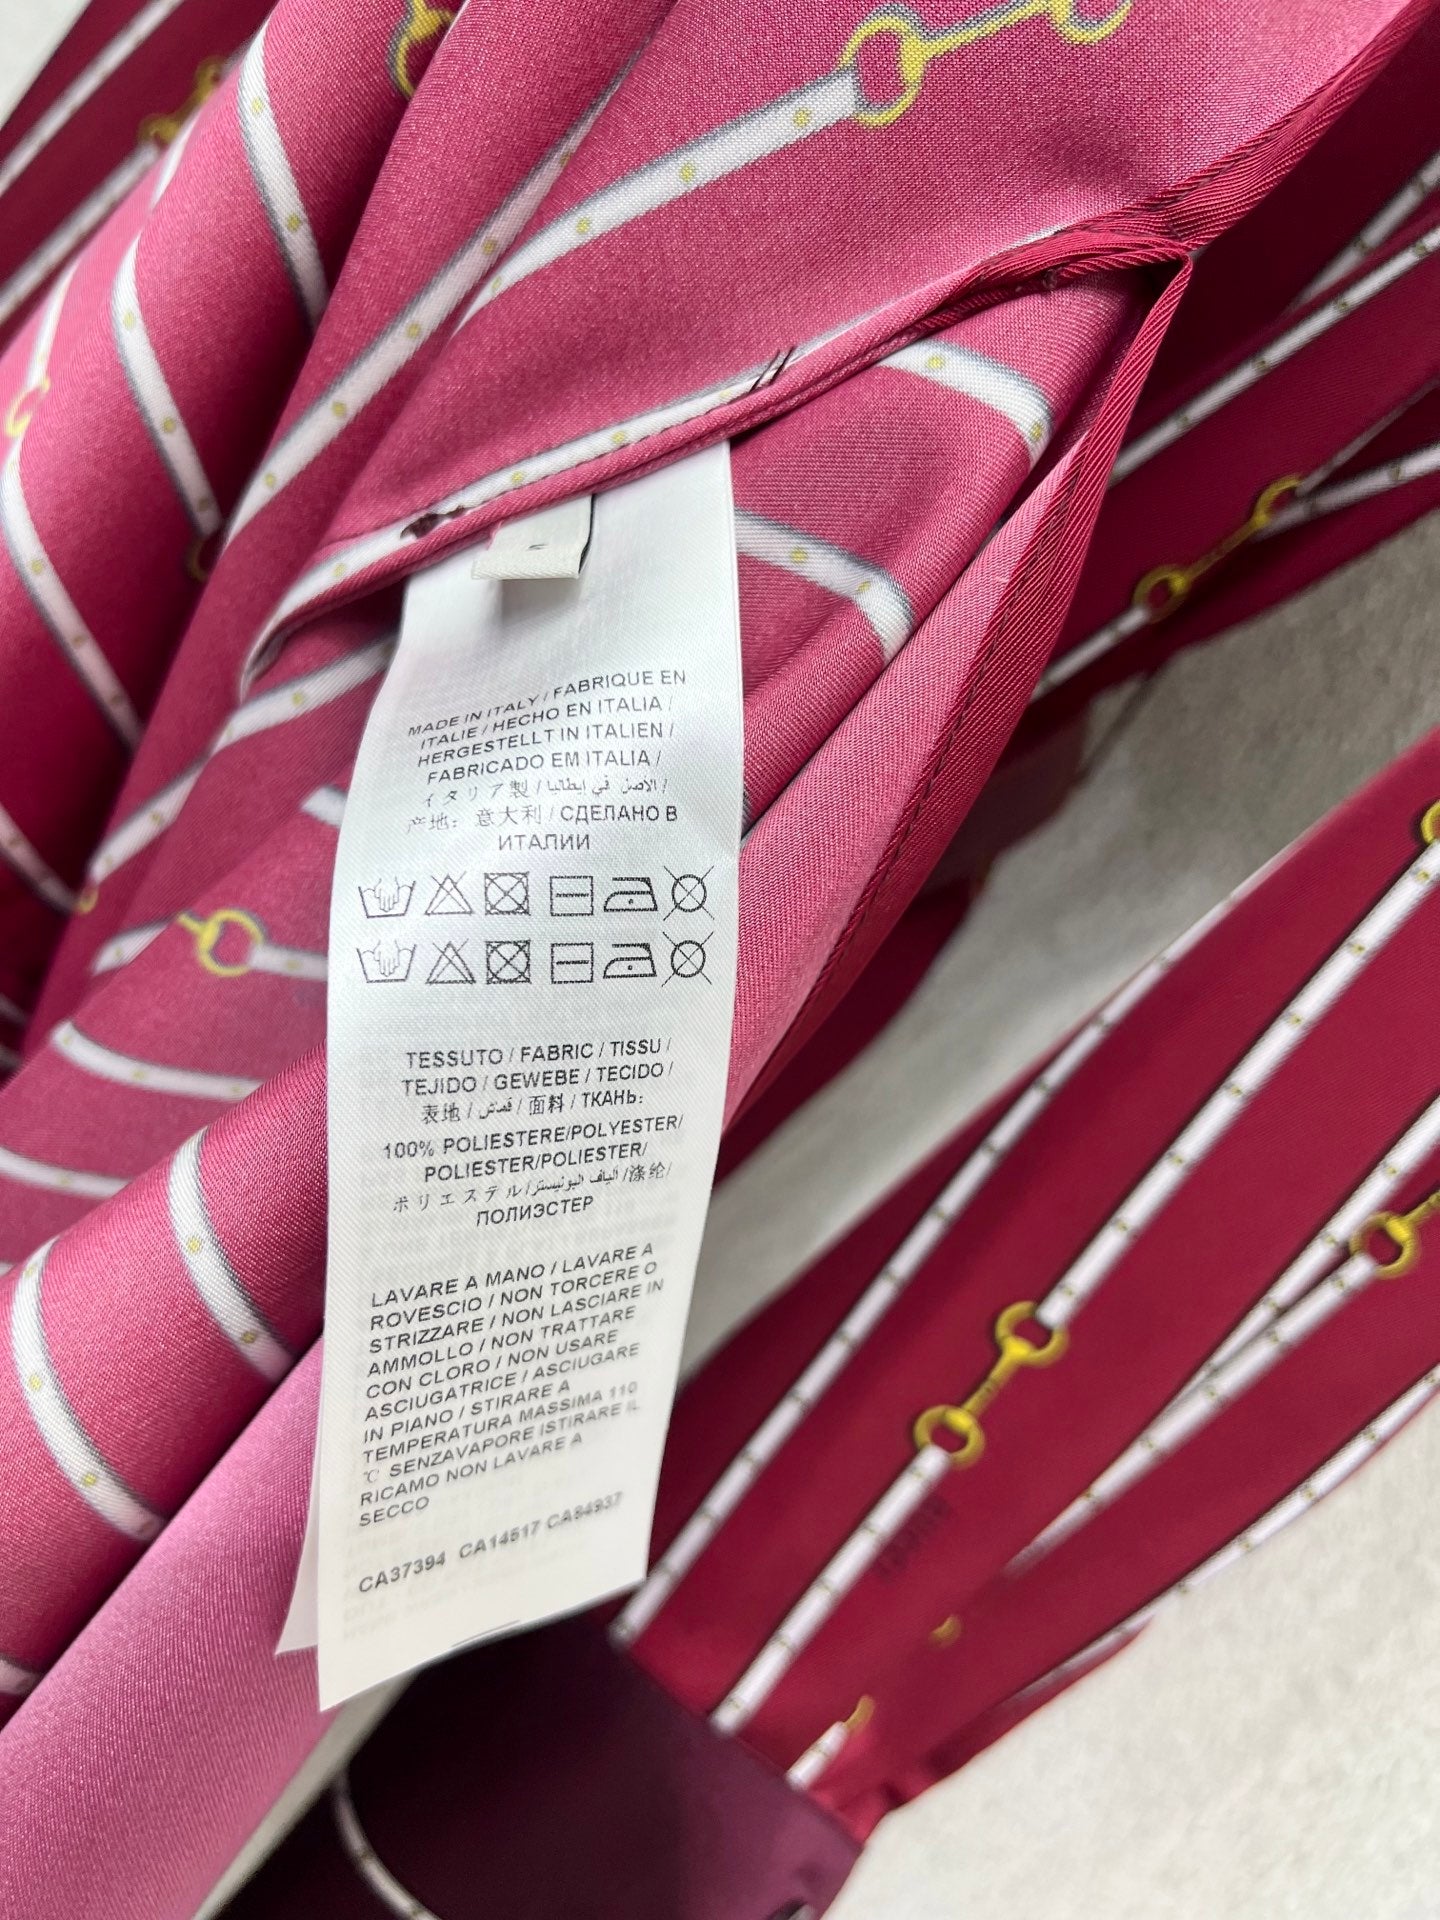 MADE IN ITALY / FABRIQUE EN
ITALIE / HECHO EN ITALIA /
HERGESTELLT IN ITALIEN /
FABRICADO EM ITALIA /
イタリア製 / الاصل في إيطاليا /
产地：意大利 / СДЕЛАНО В
ИТАЛИИ
TESSUTO / FABRIC / TISSU /
TEJIDO / GEWEBE / TECIDO /
表地 / قماش / 面料 / ТКАНЬ:
100% POLIESTERE/POLYESTER/
POLIESTER/POLIESTER/
ポリエステル/الياف البوليستر/涤纶/
ПОЛИЭСТЕР
LAVARE A MANO / LAVARE A
ROVESCIO / NON TORCERE O
STRIZZARE / NON LASCIARE IN
AMMOLLO / NON TRATTARE
CON CLORO / NON USARE
ASCIUGATRICE / ASCIUGARE
IN PIANO / STIRARE A
TEMPERATURA MASSIMA 110
℃ SENZAVAPORE ISTIRARE IL
RICAMO NON LAVARE A
SECCO
CA37394 CA14517 CA84937